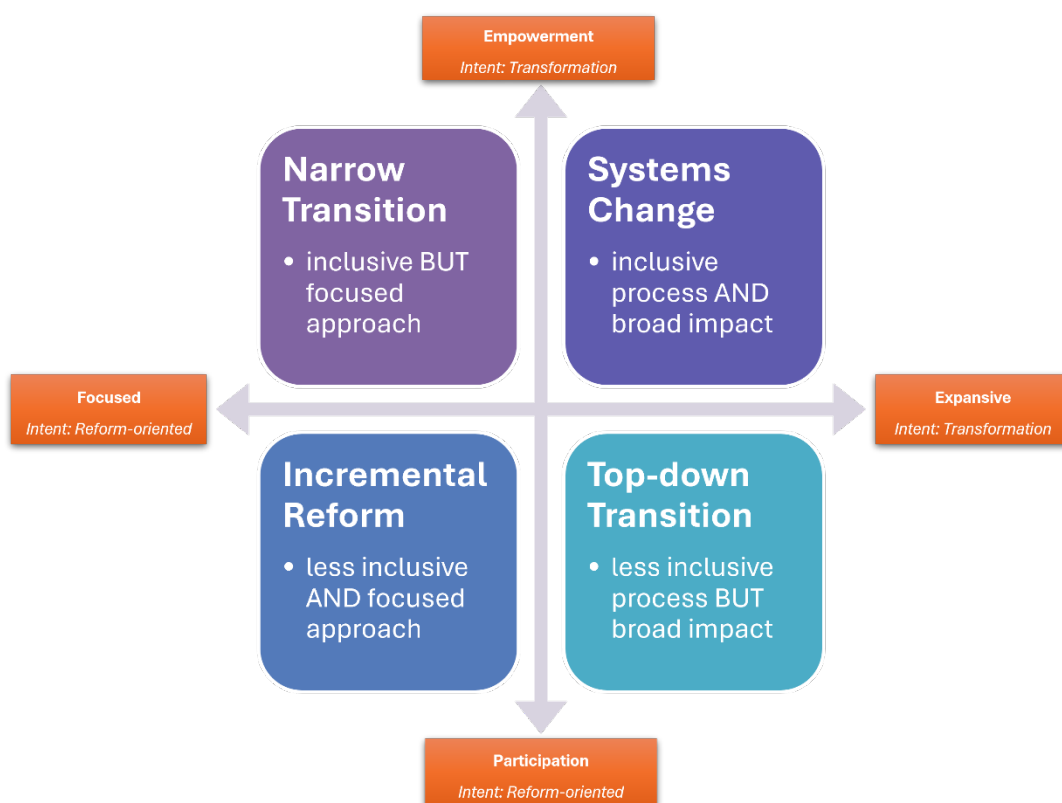 Empowerment
Intent: Transformation
Narrow
Transition
• inclusive BUT
focused
approach
Systems
Change
• inclusive
process AND
broad impact
Focused
Intent: Reform-oriented
Expansive
Intent: Transformation
Incremental
Reform
• less inclusive
AND focused
approach
Top-down
Transition
• less inclusive
process BUT
broad impact
Participation
Intent: Reform-oriented